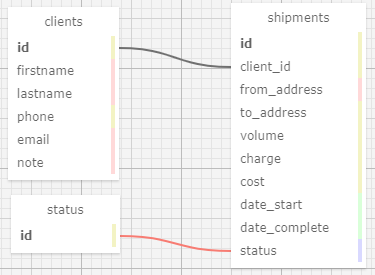 clients
id
firstname
lastname
phone
email
note
status
id
shipments
id
client_id
from_address
to_address
volume
charge
cost
date_start
date_complete
status